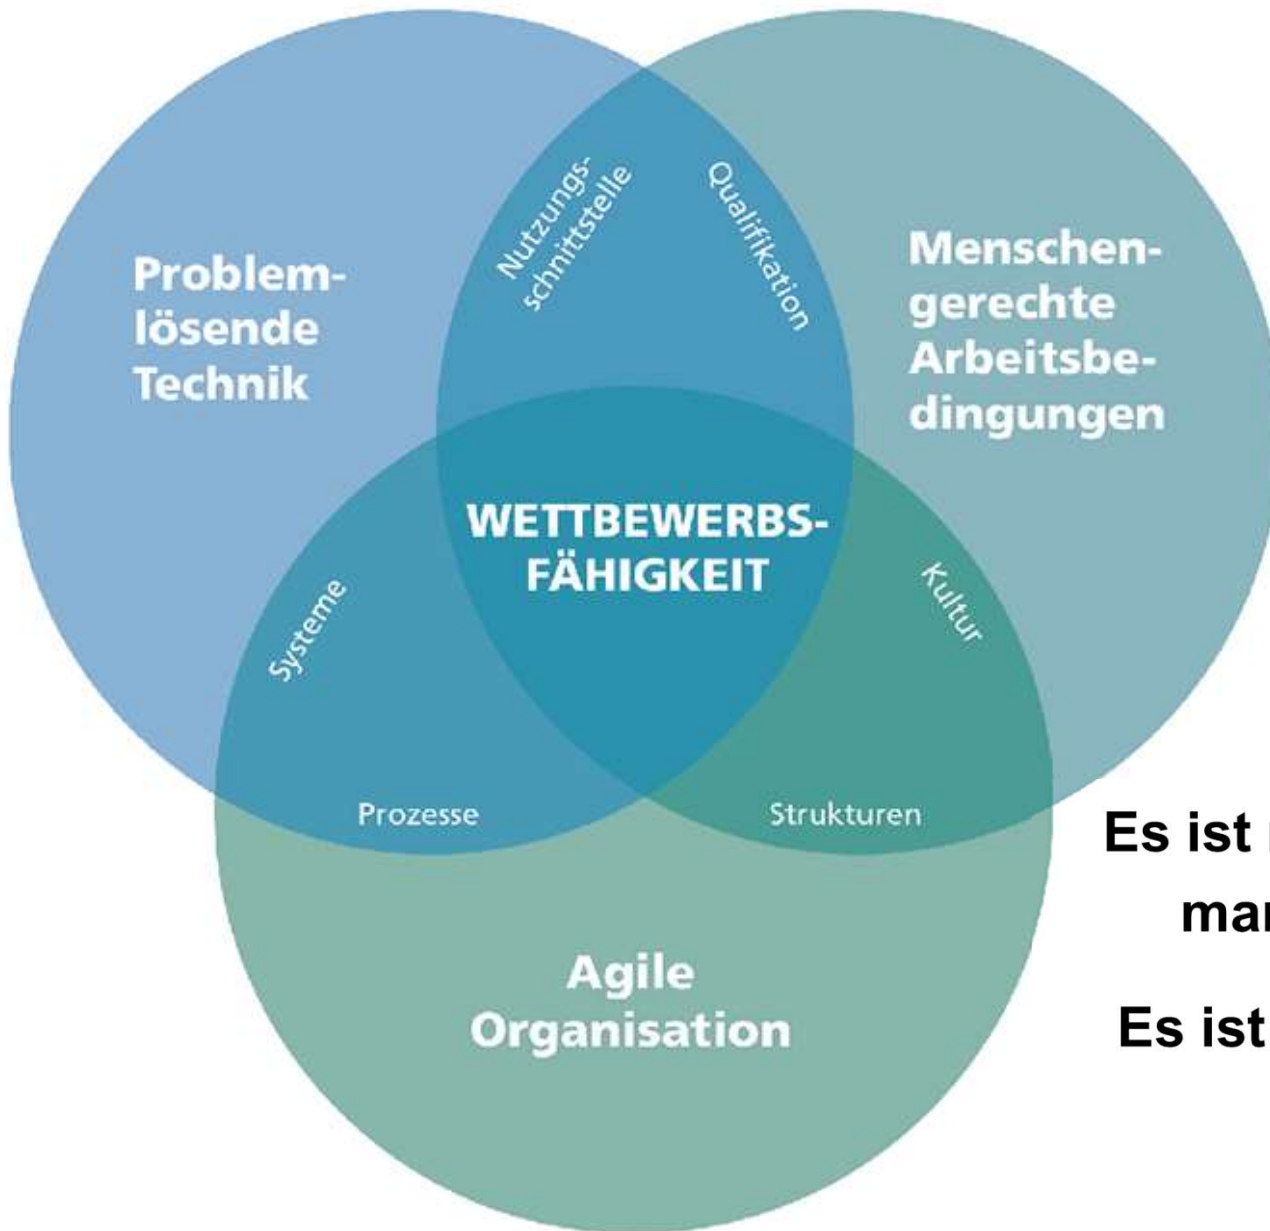 Problem-
lösende
Technik
Nutzungs-
schnittstelle
Qualifikation
Menschen-
gerechte
Arbeitsbe-
dingungen
WETTBEWERBS-
FÄHIGKEIT
Systeme
Kultur
Prozesse
Strukturen
Agile
Organisation
Es ist
Es ist